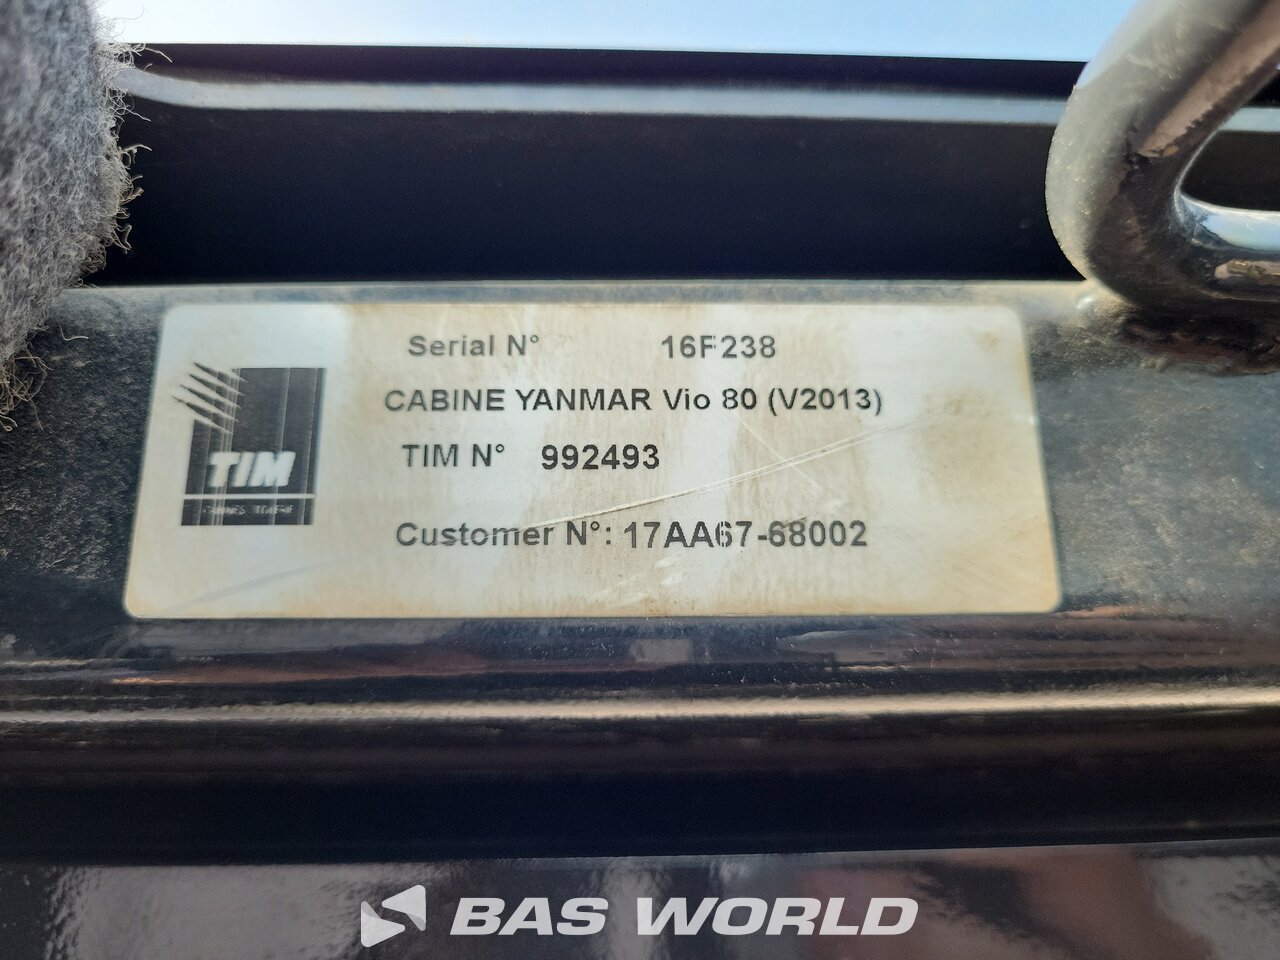 Serial N° 16F238
CABINE YANMAR Vio 80 (V2013)
TIM N° 992493
TIM
Customer N°: 17AA67-68002
BAS WORLD